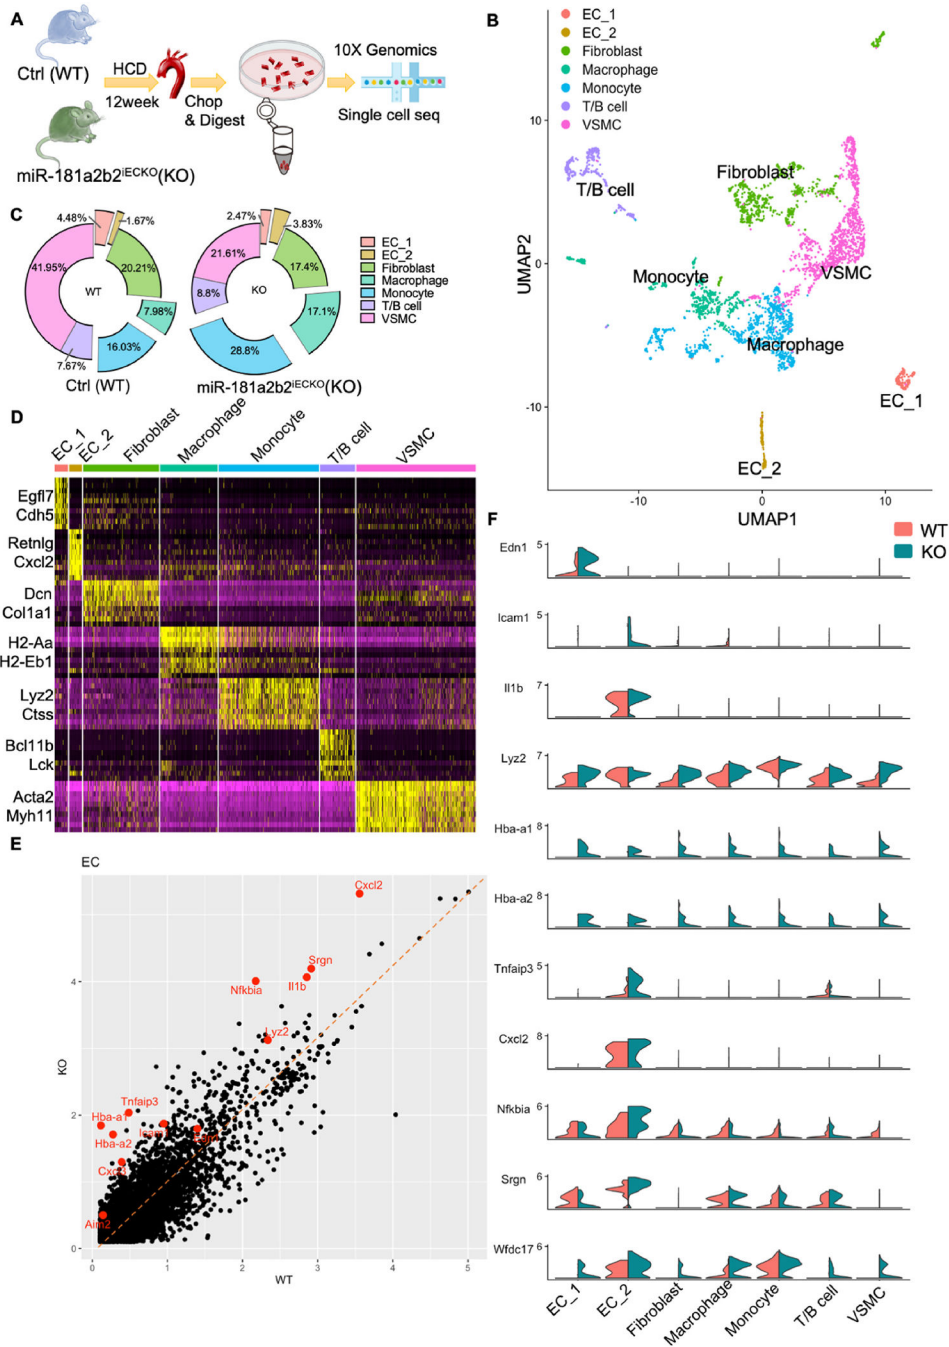 A
Ctrl (WT)
HCD
12week
Chop
& Digest
10X Genomics
Single cell seq
miR-181a2b2iECKO(KO)
B
EC_1
EC_2
Fibroblast
Macrophage
Monocyte
T/B cell
VSMC
UMAP2
10
0
-10
T/B cell
Fibroblast
Monocyte
VSMC
Macrophage
EC_1
EC_2
-10
0
10
UMAP1
C
4.48%
1.67%
41.95%
20.21%
WT
7.98%
16.03%
7.67%
Ctrl (WT)
2.47%
3.83%
21.61%
17.4%
8.8%
KO
17.1%
28.8%
miR-181a2b2iECKO(KO)
EC_1
EC_2
Fibroblast
Macrophage
Monocyte
T/B cell
VSMC
D
EC_1
EC_2
Fibroblast
Macrophage
Monocyte
T/B cell
VSMC
Egfl7
Cdh5
Retnlg
Cxcl2
Dcn
Col1a1
H2-Aa
H2-Eb1
Lyz2
Ctss
Bcl11b
Lck
Acta2
Myh11
E
EC
KO
4
2
0
Cxcl2
Srgn
Il1b
Nfkbia
Lyz2
Tnfaip3
Hba-a1
Icam1
Hba-a2
Aim2
0
1
2
3
4
5
WT
F
WT
KO
Edn1
5
Icam1
5
Il1b
7
Lyz2
7
Hba-a1
8
Hba-a2
8
Tnfaip3
5
Cxcl2
8
Nfkbia
6
Srgn
6
Wfdc17
6
EC_1
EC_2
Fibroblast
Macrophage
Monocyte
T/B cell
VSMC